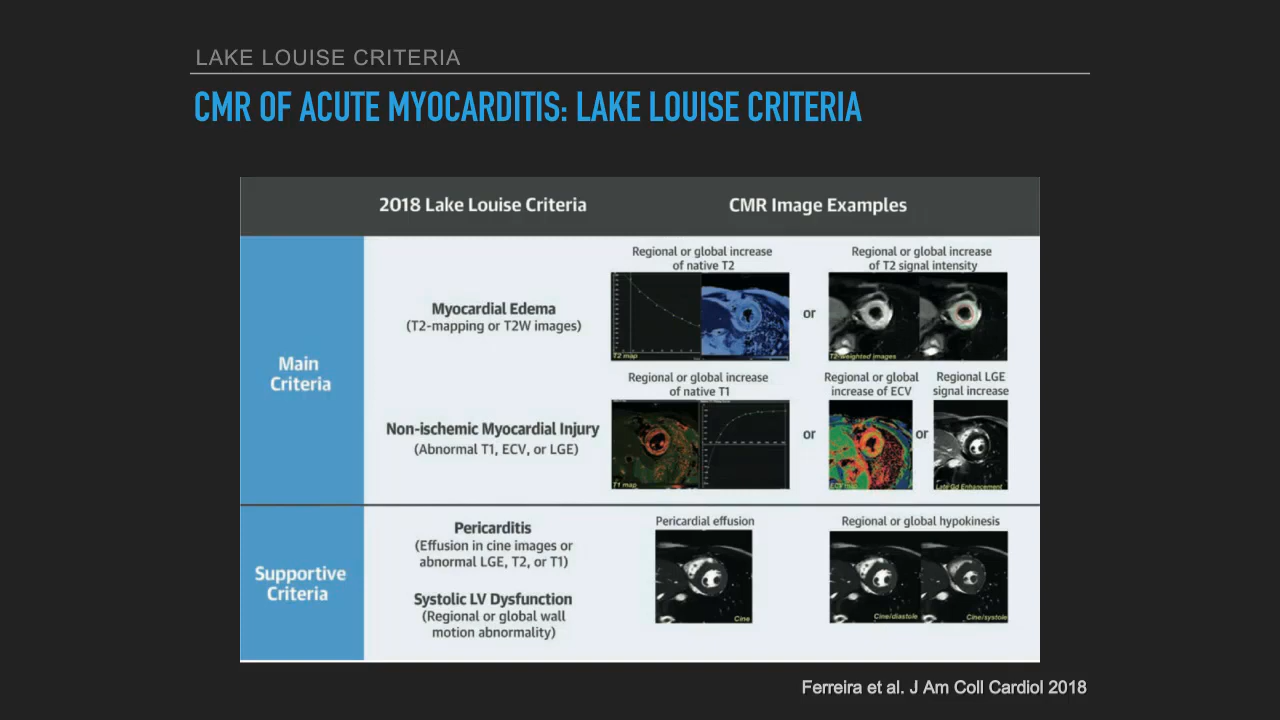 LAKE LOUISE CRITERIA
CMR OF ACUTE MYOCARDITIS: LAKE LOUISE CRITERIA
2018 Lake Louise Criteria
CMR Image Examples
Main
Criteria
Myocardial Edema
(T2-mapping or T2W images)
Regional or global increase
of native T2
T2 map
or
Regional or global increase
of T2 signal intensity
T2-weighted images
Non-ischemic Myocardial Injury
(Abnormal T1, ECV, or LGE)
Regional or global increase
of native T1
T1 map
or
Regional or global
increase of ECV
ECV map
or
Regional LGE
signal increase
Late Gd Enhancement
Supportive
Criteria
Pericarditis
(Effusion in cine images or
abnormal LGE, T2, or T1)
Pericardial effusion
Cine
Systolic LV Dysfunction
(Regional or global wall
motion abnormality)
Regional or global hypokinesis
Cine/diastole
Cine/systole
Ferreira et al. J Am Coll Cardiol 2018